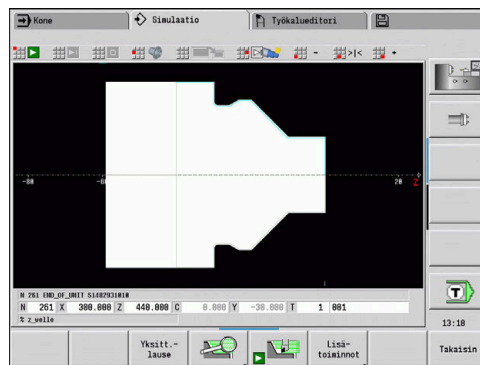 Kone
Simulaatio
Työkalueditori
- >|< +
-80 -6 20 Z
N 261 END_OF_UNIT S1482931010
N 261 X 300.000 Z 440.000 C 0.000 Y -30.000 T 1 001
% z_welle
T
13:18
Yksitt.-
lause
Lisä-
toiminnot
Takaisin